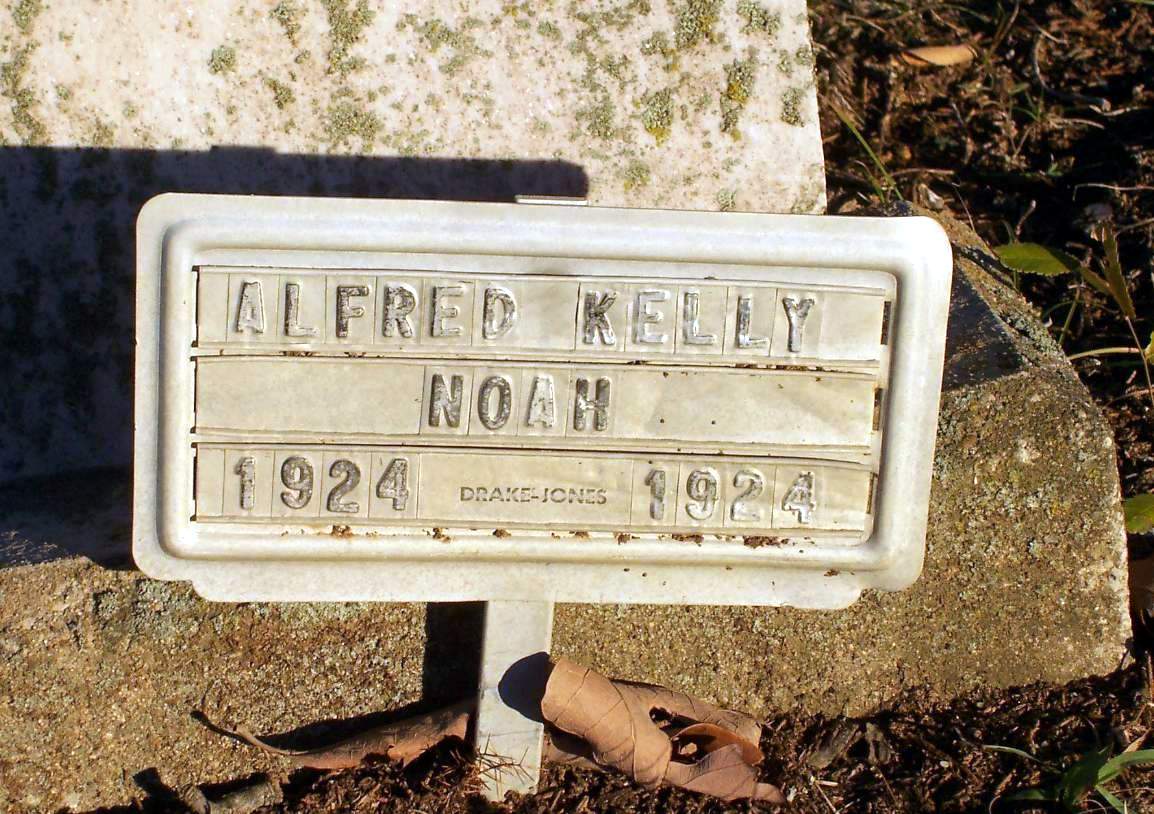 ALFRED KELLY
NOAH
1924 DRAKE-JONES 1924